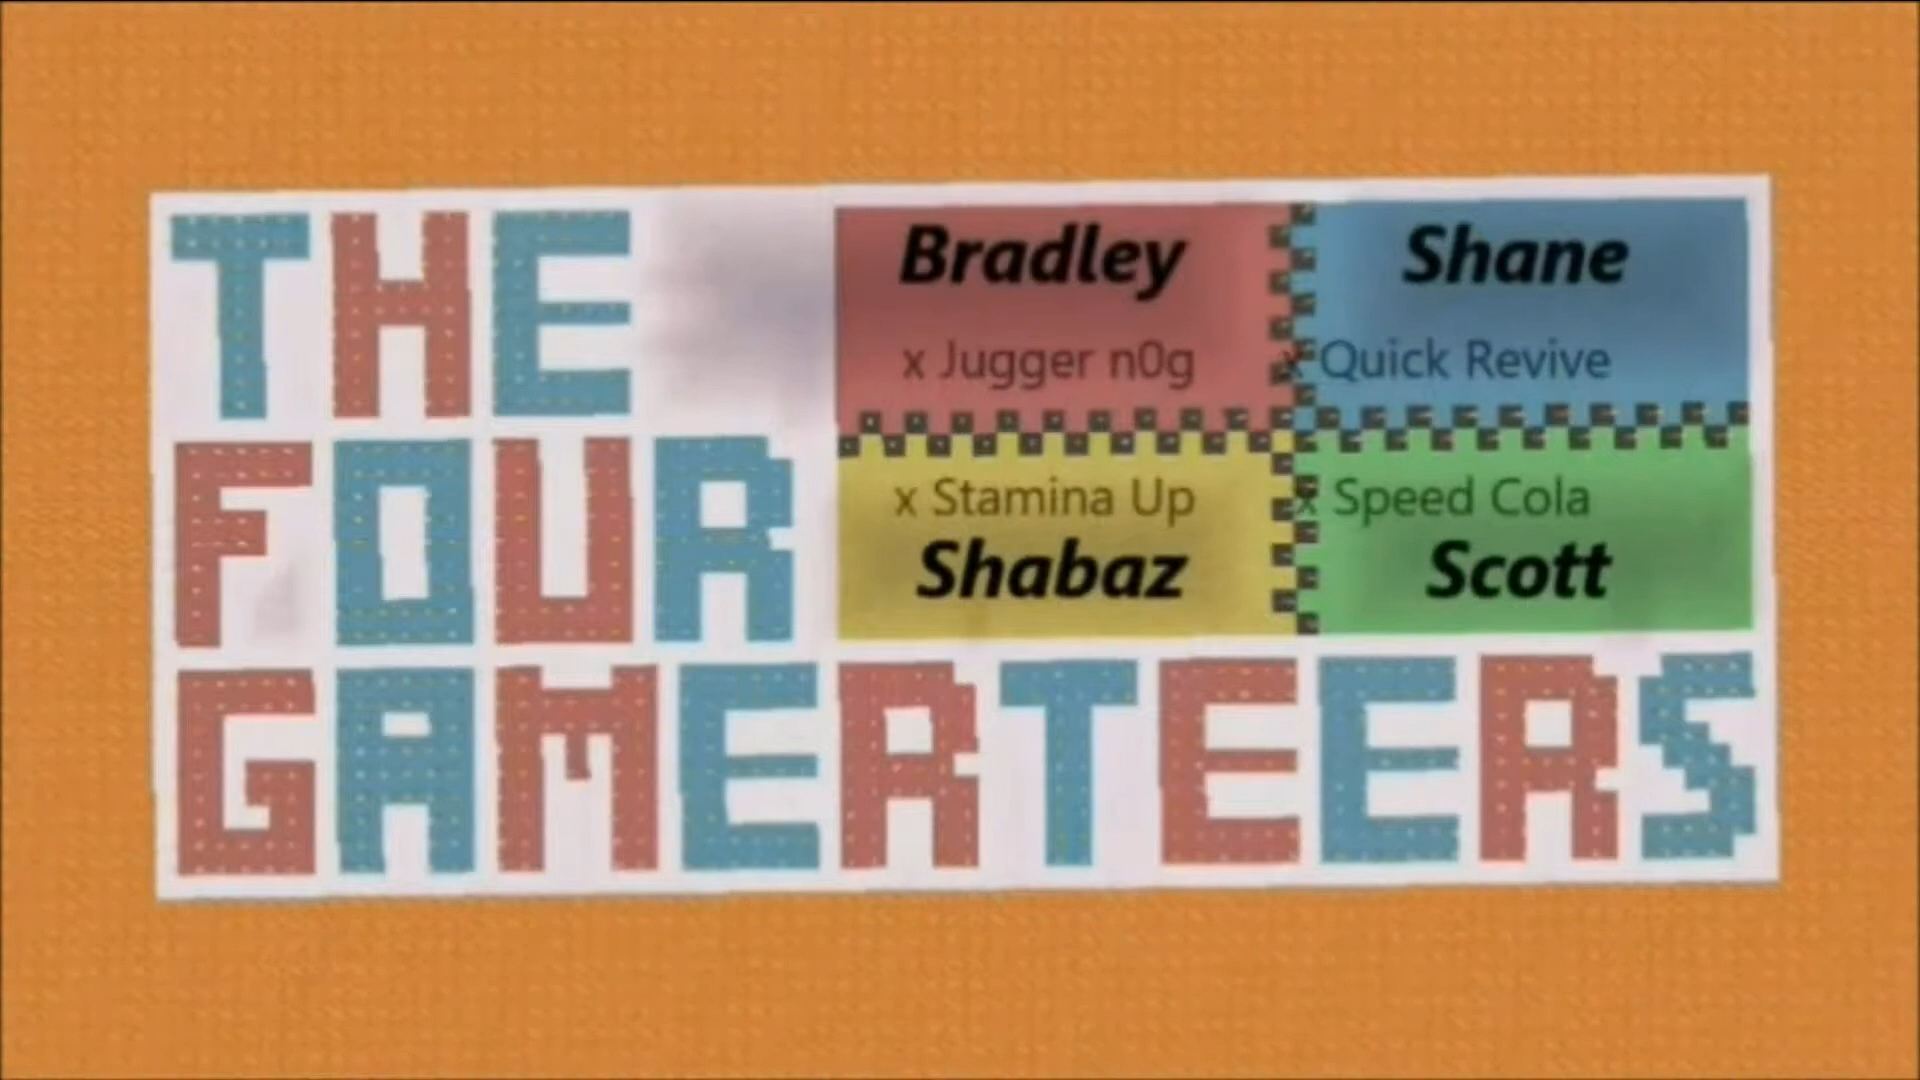 THE
FOUR
GAMERTEERS
Bradley
x Jugger n0g
Shane
x Quick Revive
x Stamina Up
Shabaz
x Speed Cola
Scott